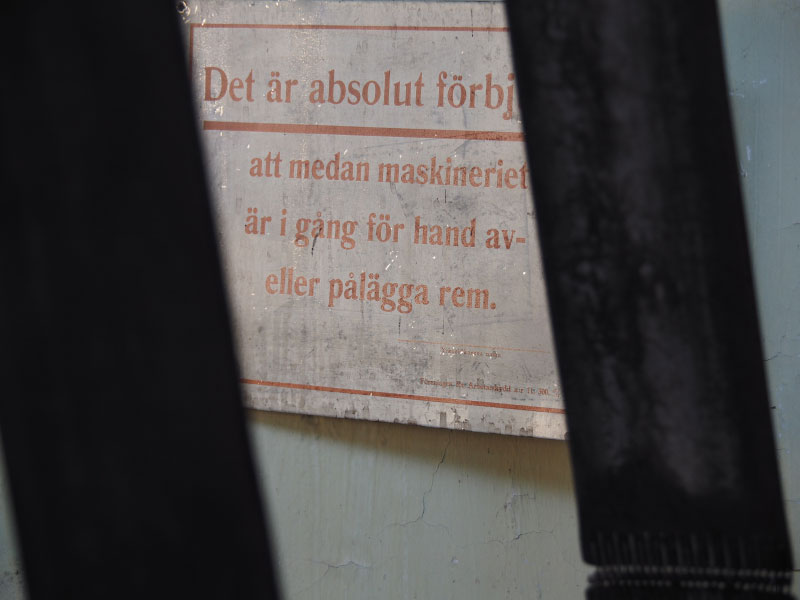 Det är absolut förbj
att medan maskineriet
är i gång för hand av-
eller pålägga rem.